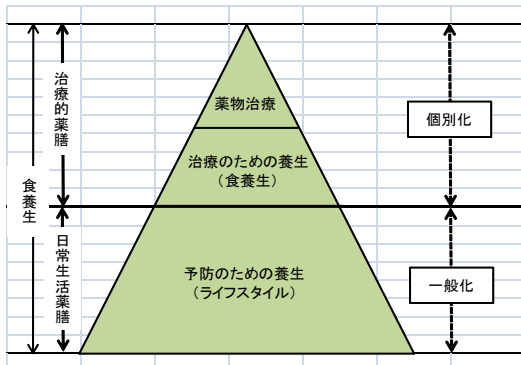 食養生
治療的薬膳
日常生活薬膳
薬物治療
治療のための養生
（食養生）
予防のための養生
（ライフスタイル）
個別化
一般化